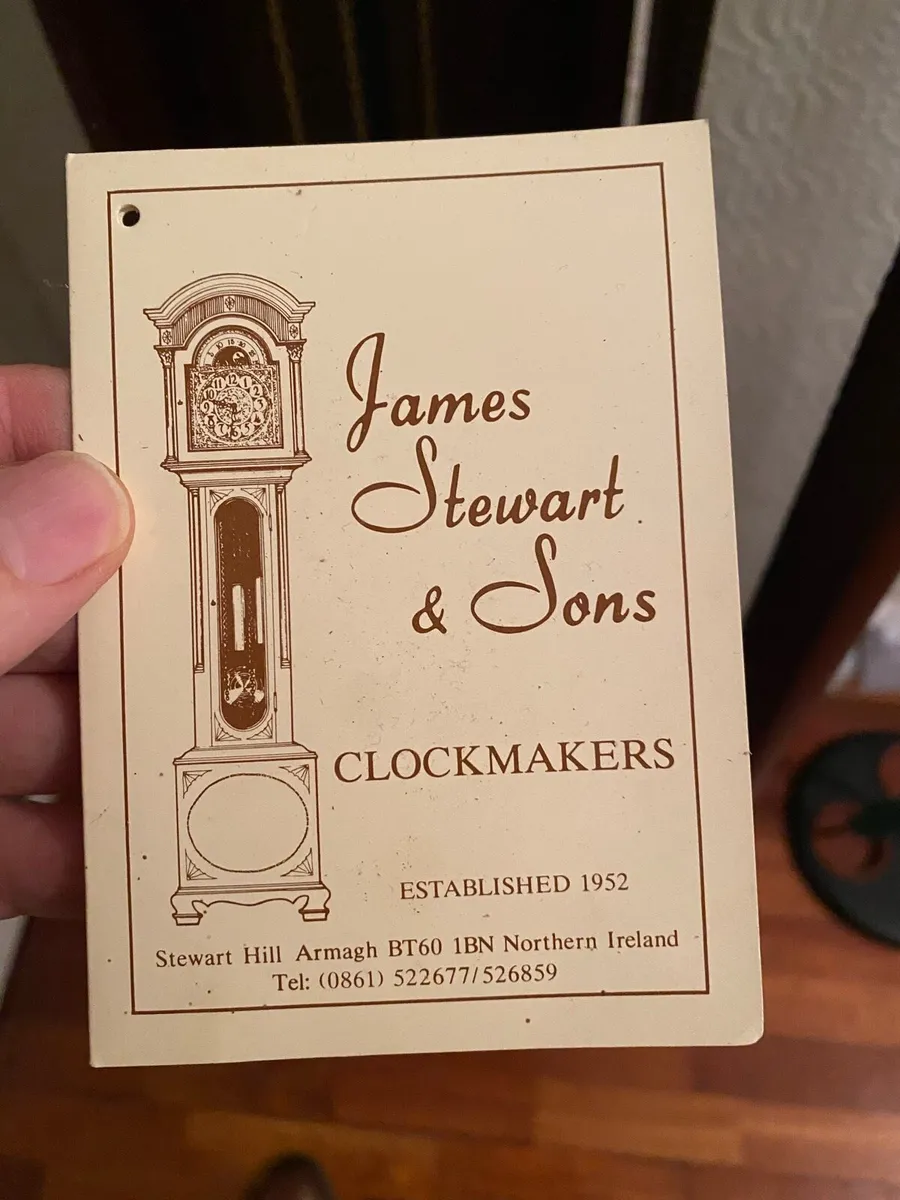 James
Stewart
& Sons
CLOCKMAKERS
ESTABLISHED 1952
Stewart Hill Armagh BT60 1BN Northern Ireland
Tel: (0861) 522677/526859